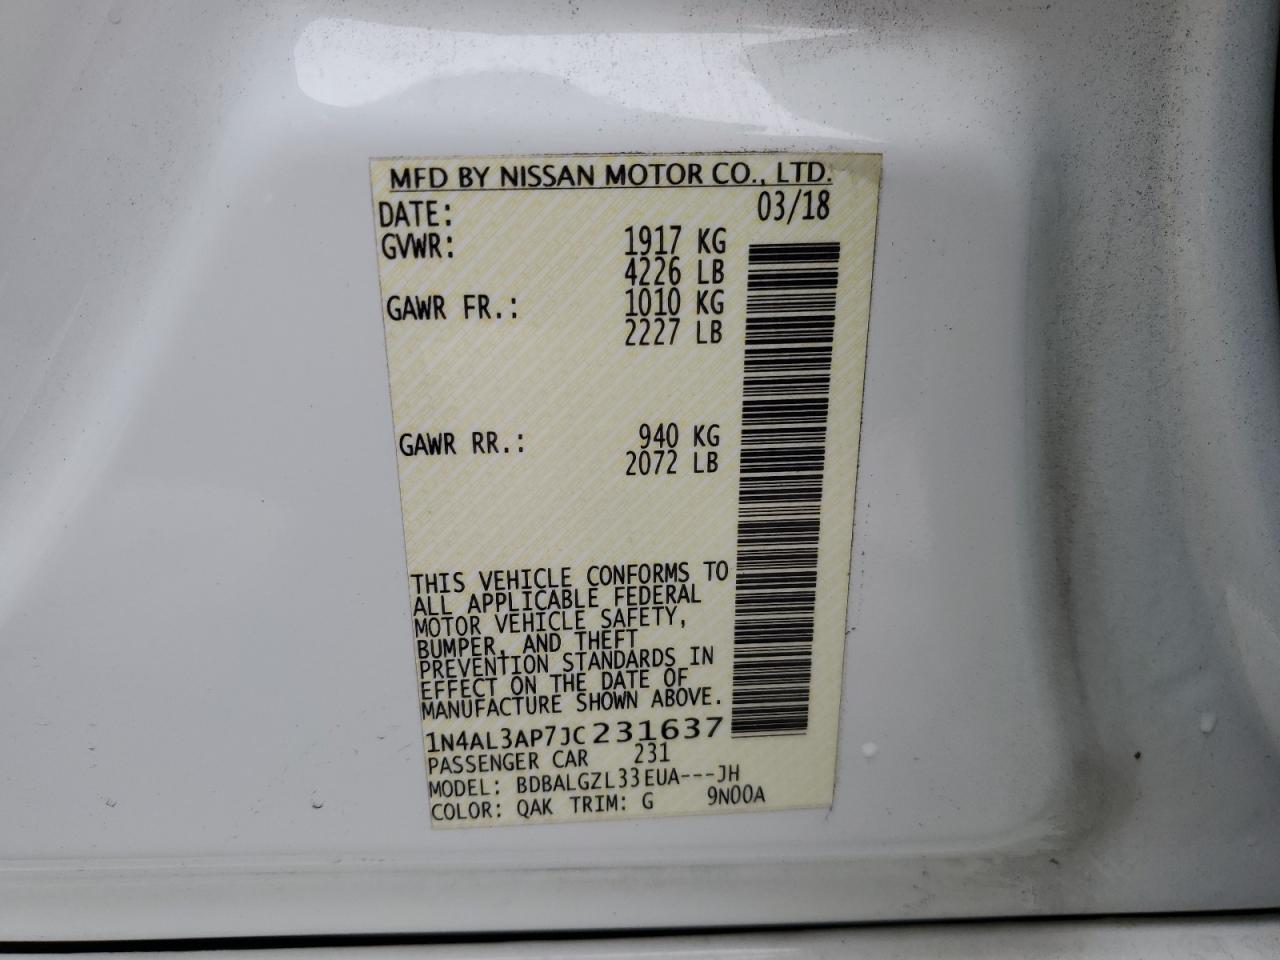 MFD BY NISSAN MOTOR CO., LTD.
DATE: 03/18
GVWR: 1917 KG
4226 LB
GAWR FR.: 1010 KG
2227 LB
GAWR RR.: 940 KG
2072 LB
THIS VEHICLE CONFORMS TO
ALL APPLICABLE FEDERAL
MOTOR VEHICLE SAFETY,
BUMPER, AND THEFT
PREVENTION STANDARDS IN
EFFECT ON THE DATE OF
MANUFACTURE SHOWN ABOVE.
1N4AL3AP7JC231637
PASSENGER CAR 231
MODEL: BDBALGZL33EUA---JH
COLOR: QAK TRIM: G 9N00A